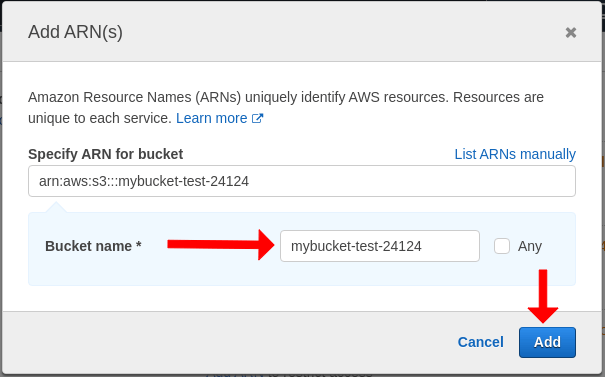 Add ARN(s)
Amazon Resource Names (ARNs) uniquely identify AWS resources. Resources are
unique to each service. Learn more
Specify ARN for bucket List ARNs manually
arn:aws:s3:::mybucket-test-24124
Bucket name * mybucket-test-24124 Any
Cancel Add